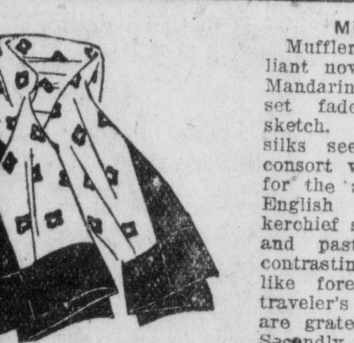 M
Muffler
liant nov
Mandarin
set fade
sketch.
silks see
consort
for the
English
kerchief s
and past
contrastin
like fore
traveler's
are grate
Secondly